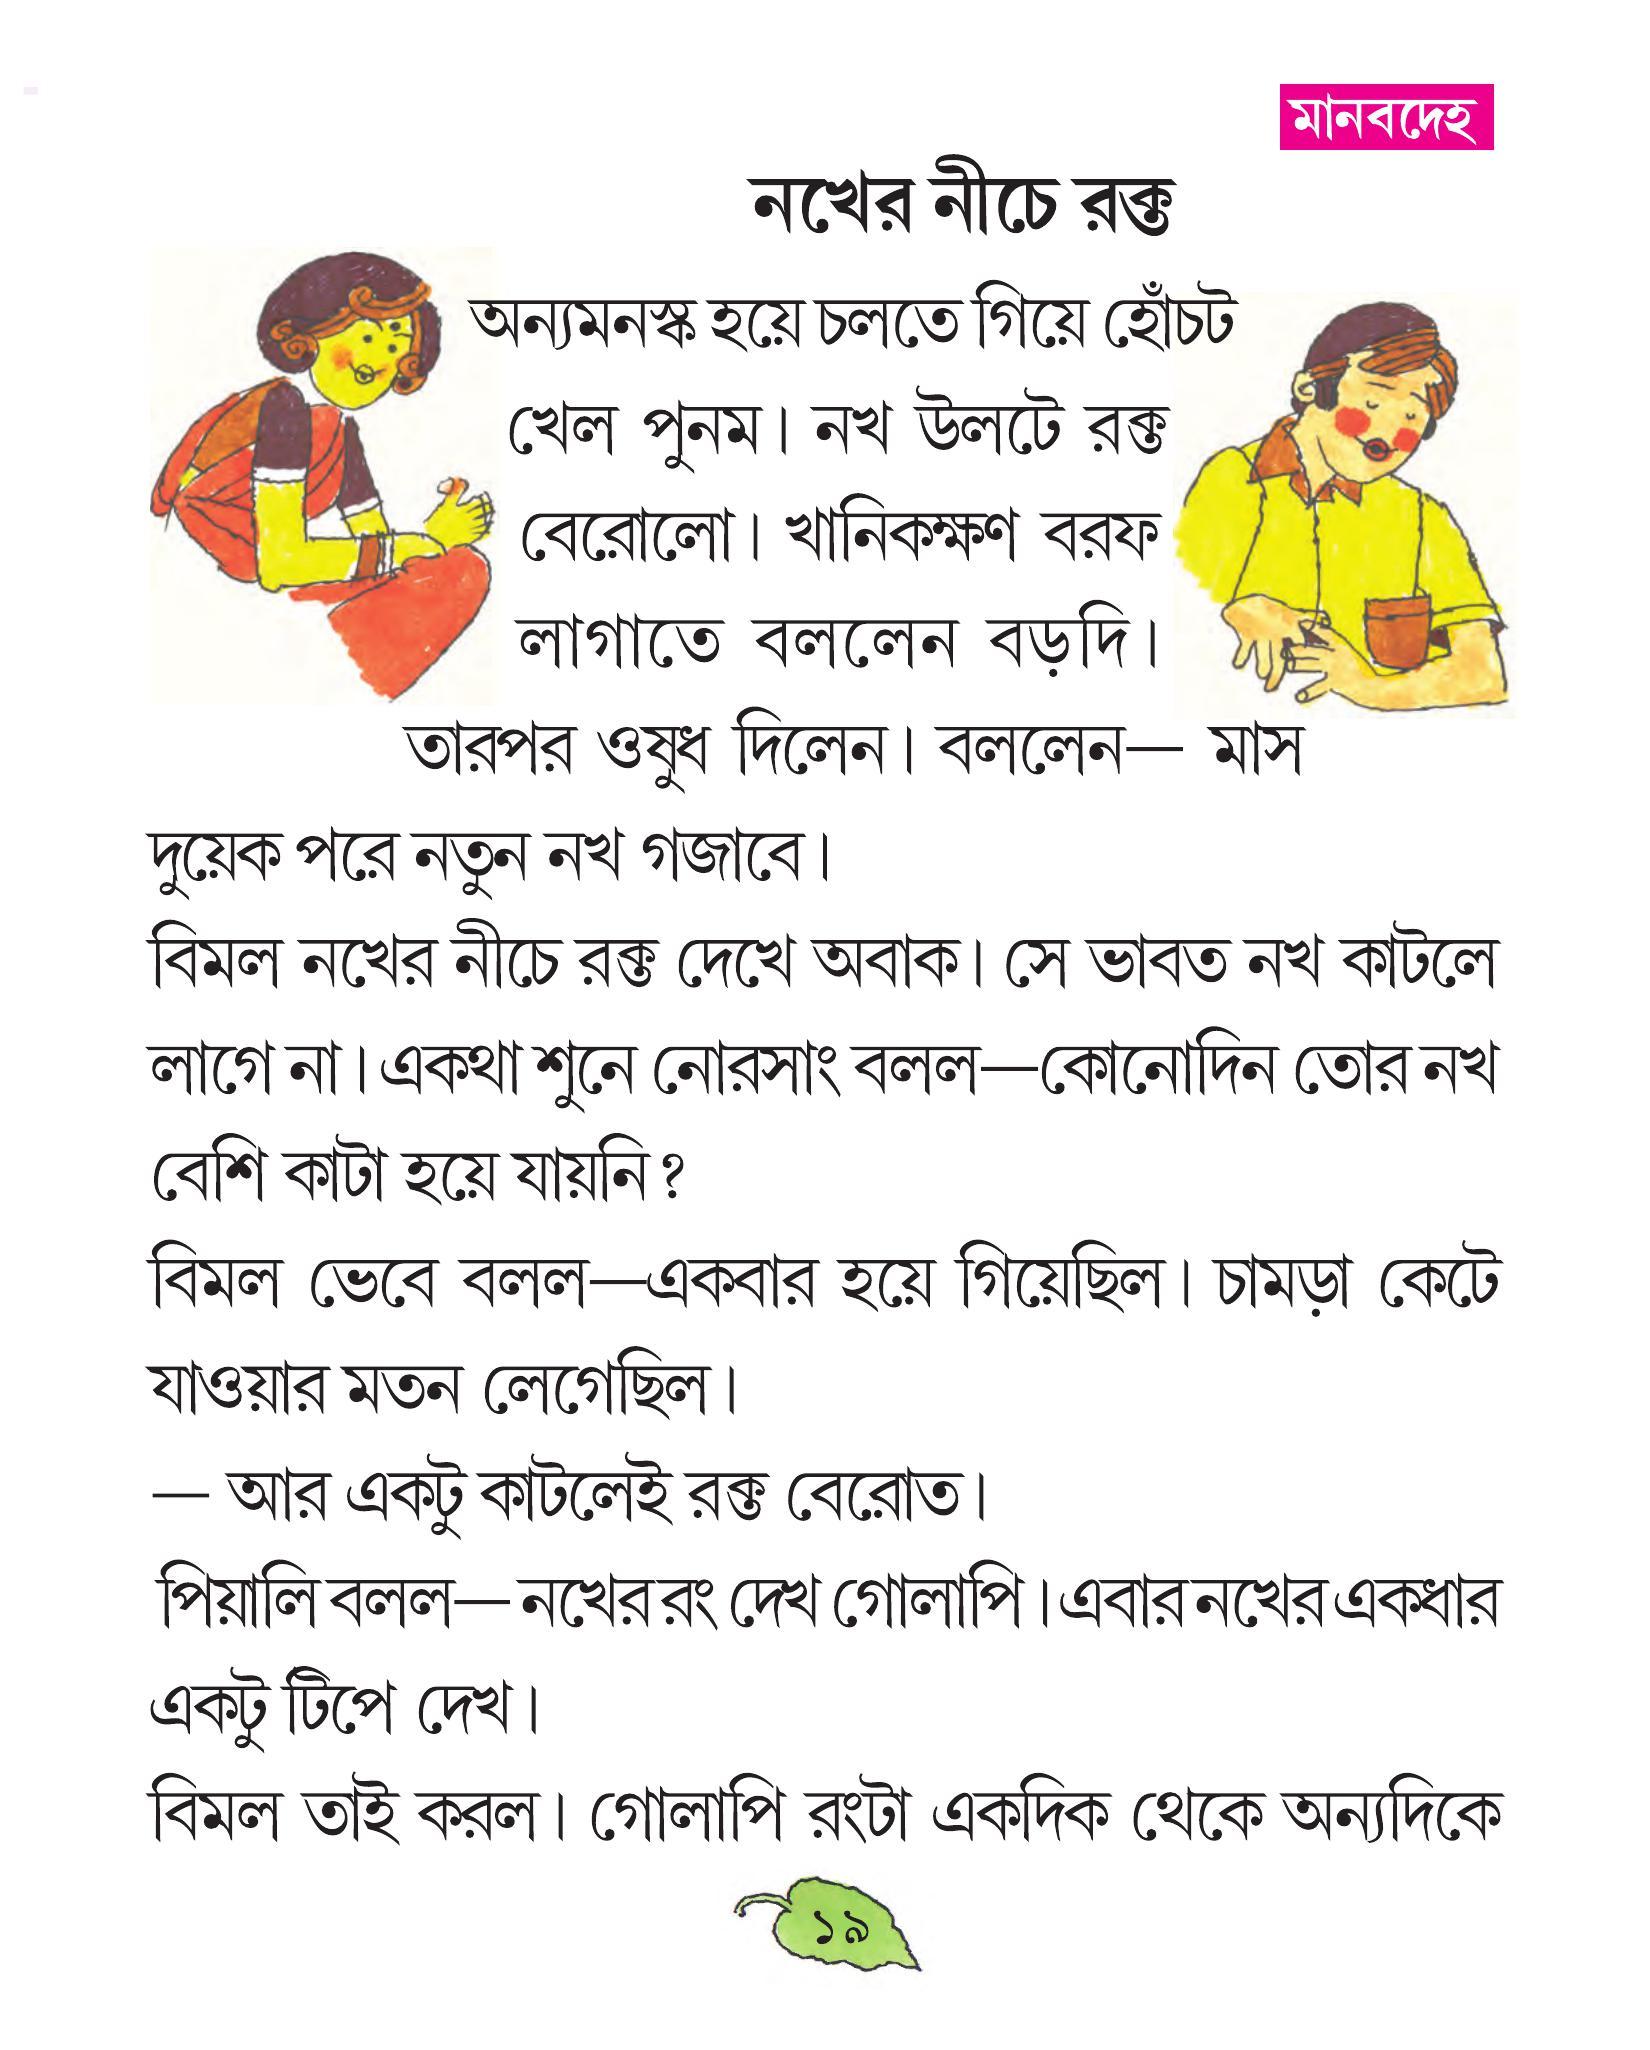 মানবদেহ
নখের নীচে রক্ত
অন্যমনস্ক হয়ে চলতে গিয়ে হোঁচট
খেল পুনম। নখ উলটে রক্ত
বেরোলো। খানিকক্ষণ বরফ
লাগাতে বললেন বড়দি।
তারপর ওষুধ দিলেন। বললেন— মাস
দুয়েক পরে নতুন নখ গজাবে।
বিমল নখের নীচে রক্ত দেখে অবাক। সে ভাবত নখ কাটলে
লাগে না। একথা শুনে নোরসাং বলল—কোনোদিন তোর নখ
বেশি কাটা হয়ে যায়নি?
বিমল ভেবে বলল—একবার হয়ে গিয়েছিল। চামড়া কেটে
যাওয়ার মতন লেগেছিল।
— আর একটু কাটলেই রক্ত বেরোত।
পিয়ালি বলল— নখের রং দেখ গোলাপি। এবার নখের একধার
একটু টিপে দেখ।
বিমল তাই করল। গোলাপি রংটা একদিক থেকে অন্যদিকে
১৯